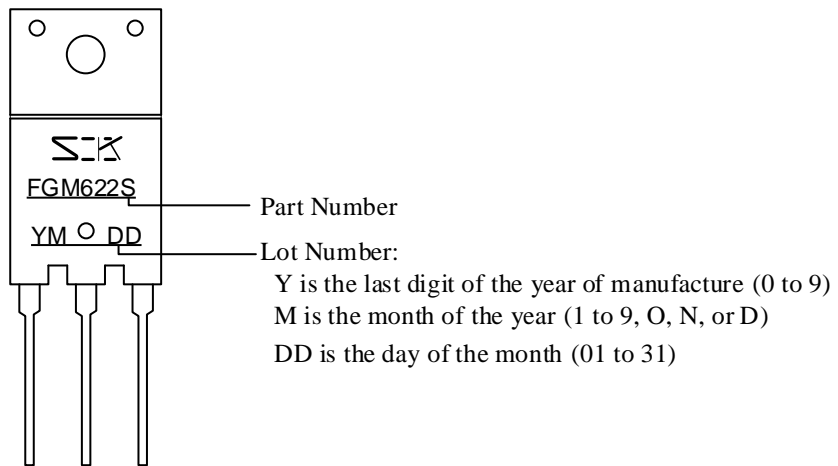 SK
FGM622S
YM DD
Part Number
Lot Number:
Y is the last digit of the year of manufacture (0 to 9)
M is the month of the year (1 to 9, O, N, or D)
DD is the day of the month (01 to 31)